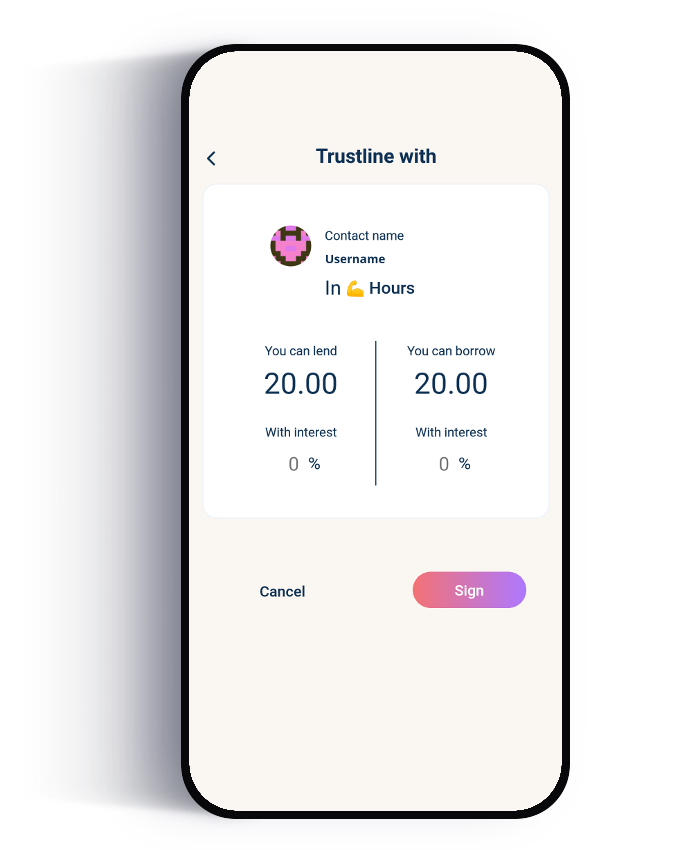 Trustline with
Contact name
Username
In 💪 Hours
You can lend
20.00
With interest
0 %
You can borrow
20.00
With interest
0 %
Cancel
Sign